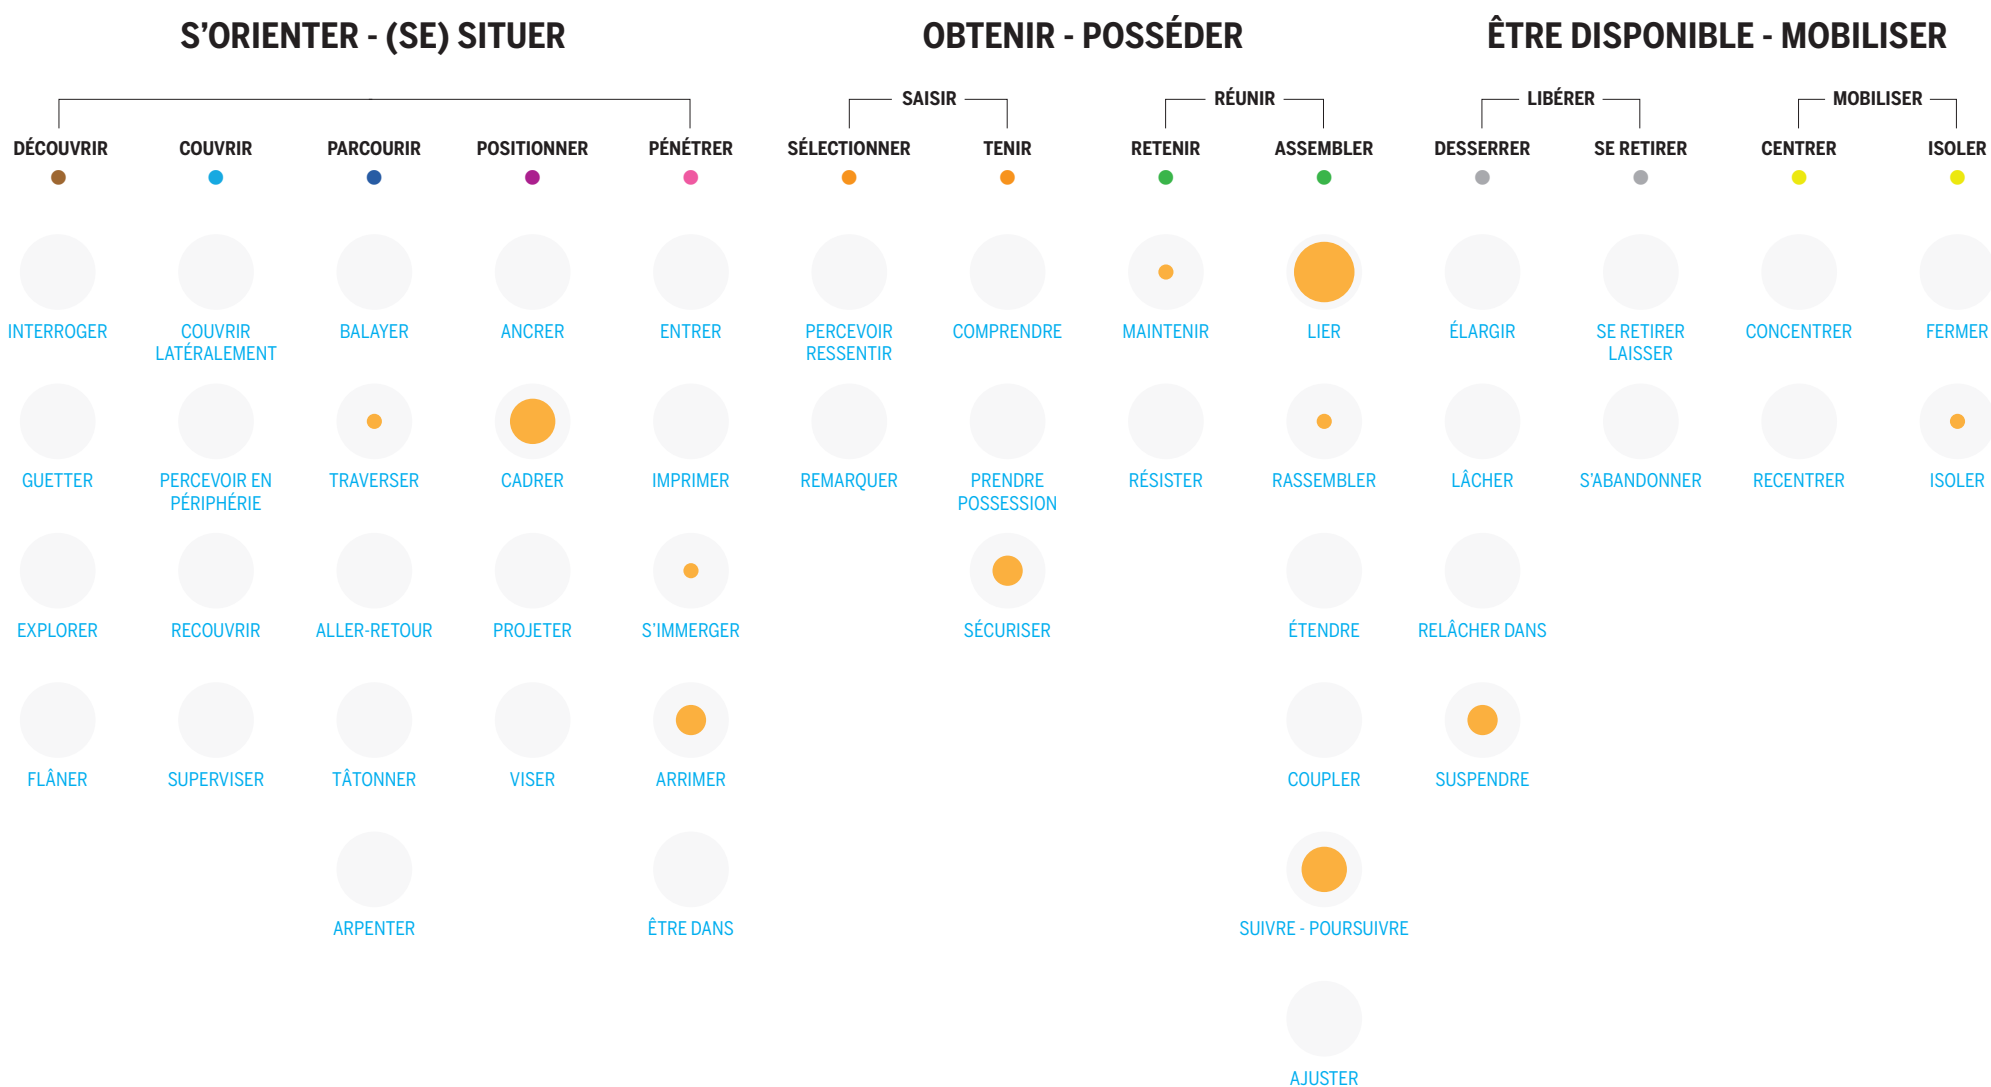 S’ORIENTER - (SE) SITUER
OBTENIR - POSSÉDER
ÊTRE DISPONIBLE - MOBILISER
SAISIR
RÉUNIR
LIBÉRER
MOBILISER
DÉCOUVRIR
COUVRIR
PARCOURIR
POSITIONNER
PÉNÉTRER
SÉLECTIONNER
TENIR
RETENIR
ASSEMBLER
DESSERRER
SE RETIRER
CENTRER
ISOLER
INTERROGER
COUVRIR
LATÉRALEMENT
BALAYER
ANCRER
ENTRER
PERCEVOIR
RESSENTIR
COMPRENDRE
MAINTENIR
LIER
ÉLARGIR
SE RETIRER
LAISSER
CONCENTRER
FERMER
GUETTER
PERCEVOIR EN
PÉRIPHÉRIE
TRAVERSER
CADRER
IMPRIMER
REMARQUER
PRENDRE
POSSESSION
RÉSISTER
RASSEMBLER
LÂCHER
S’ABANDONNER
RECENTRER
ISOLER
EXPLORER
RECOUVRIR
ALLER-RETOUR
PROJETER
S’IMMERGER
SÉCURISER
ÉTENDRE
RELÂCHER DANS
FLÂNER
SUPERVISER
TÂTONNER
VISER
ARRIMER
COUPLER
SUSPENDRE
ARPENTER
ÊTRE DANS
SUIVRE - POURSUIVRE
AJUSTER